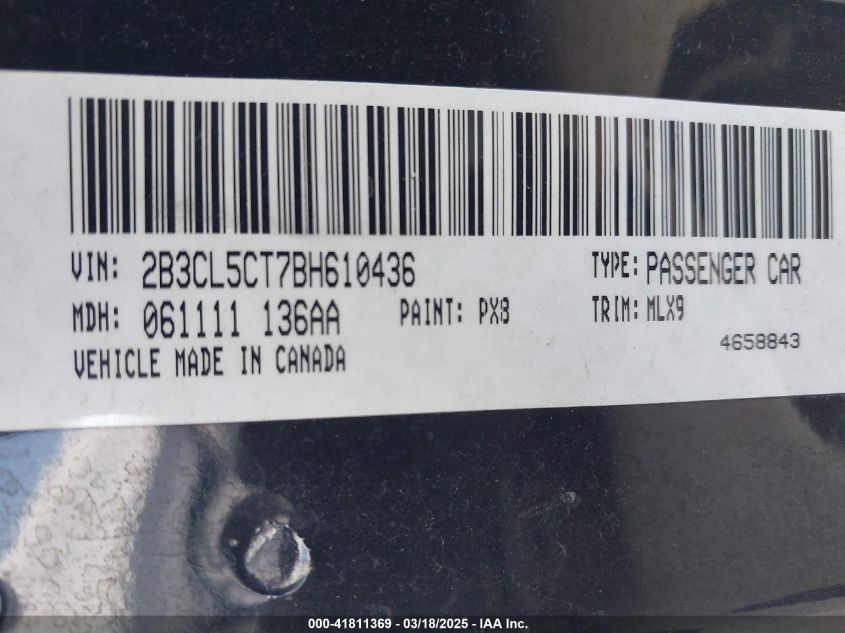 VIN: 2B3CL5CT7BH610436 TYPE: PASSENGER CAR
MDH: 061111 136AA PAINT: PX8 TRIM: MLX9
4658843
VEHICLE MADE IN CANADA
000-41811369 - 03/18/2025 - IAA Inc.